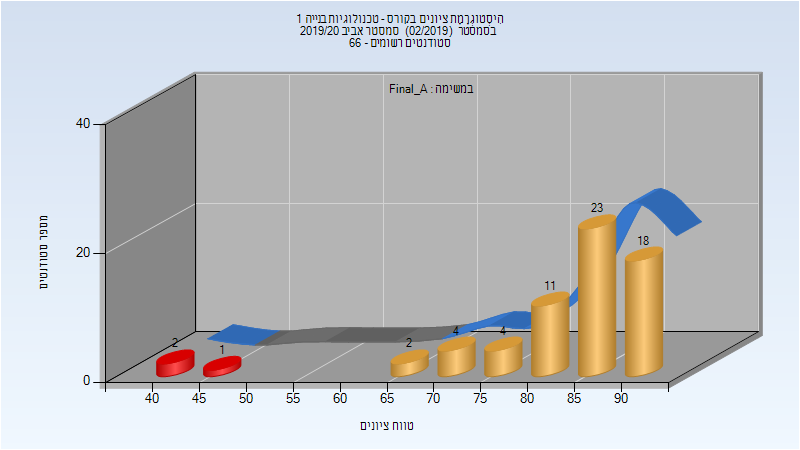 היסטוגרמת ציונים בקורס - טכנולוגיות בנייה 1
בסמסטר (02/2019) סמסטר אביב 2019/20
סטודנטים רשומים - 66
במשימה : Final_A
מספר סטודנטים
40
20
0
2
1
2
4
4
11
23
18
40 45 50 55 60 65 70 75 80 85 90
טווח ציונים